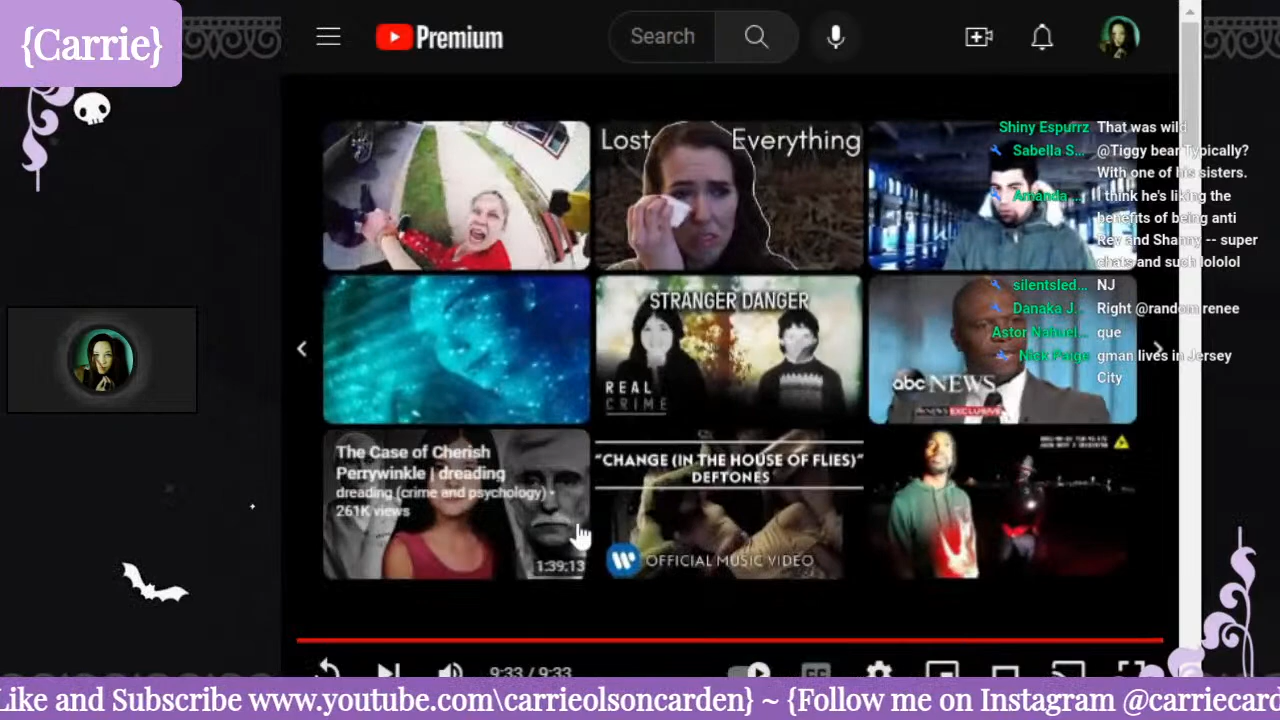 {Carrie}
Premium
Search
Shiny Espurrz That was wild
Sabella S... @Tiggy bear Typically?
With one of his sisters.
Amanda ... I think he's liking the
benefits of being anti
Rev and Shanny -- super
chats and such lololol
silentsled... NJ
Danaka J... Right @random renee
Astor Nahuel... que
Nick Paige gman lives in Jersey
City
Lost Everything
STRANGER DANGER
REAL
CRIME
abc NEWS
NEWS EXCLUSIVE
The Case of Cherish
Perrywinkle | dreading
dreading (crime and psychology) •
261K views
1:39:13
"CHANGE (IN THE HOUSE OF FLIES)"
DEFTONES
OFFICIAL MUSIC VIDEO
9:33 / 9:33
CC
Like and Subscribe www.youtube.com\carrieolsoncarden} ~ {Follow me on Instagram @carriecard